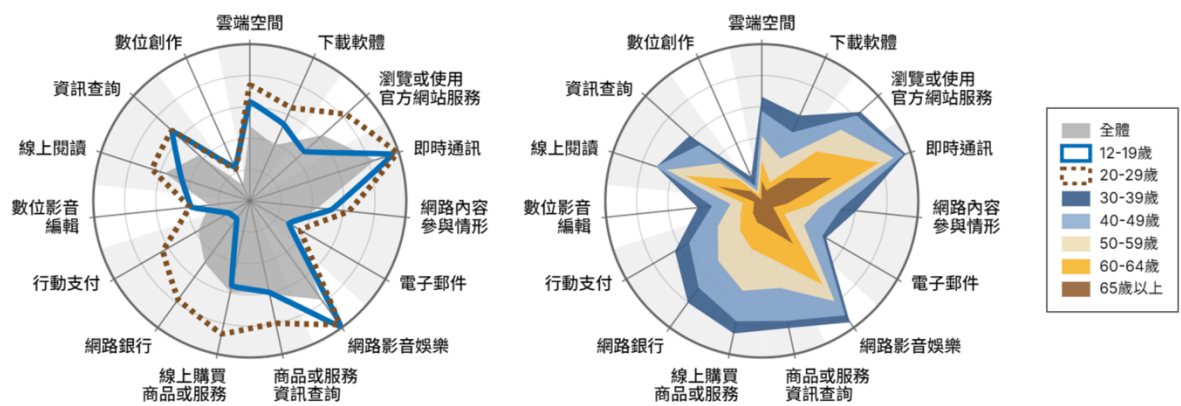 雲端空間
下載軟體
瀏覽或使用
官方網站服務
即時通訊
網路內容
參與情形
電子郵件
網路影音娛樂
商品或服務
資訊查詢
線上購買
商品或服務
網路銀行
行動支付
數位影音
編輯
線上閱讀
資訊查詢
數位創作
雲端空間
下載軟體
瀏覽或使用
官方網站服務
即時通訊
網路內容
參與情形
電子郵件
網路影音娛樂
商品或服務
資訊查詢
線上購買
商品或服務
網路銀行
行動支付
數位影音
編輯
線上閱讀
資訊查詢
數位創作
全體
12-19歲
20-29歲
30-39歲
40-49歲
50-59歲
60-64歲
65歲以上